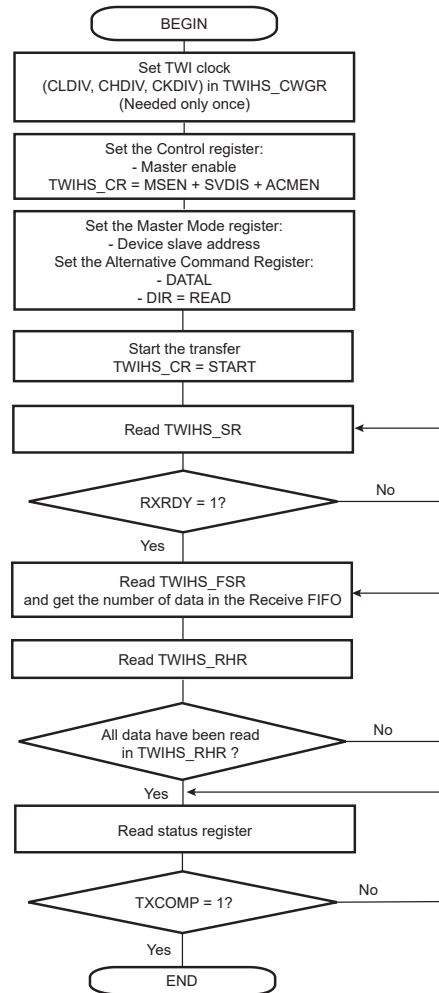 BEGIN
Set TWI clock
(CLDIV, CHDIV, CKDIV) in TWIHS_CWGR
(Needed only once)
Set the Control register:
- Master enable
TWIHS_CR = MSEN + SVDIS + ACMEN
Set the Master Mode register:
- Device slave address
Set the Alternative Command Register:
- DATAL
- DIR = READ
Start the transfer
TWIHS_CR = START
Read TWIHS_SR
RXRDY = 1?
No
Yes
Read TWIHS_FSR
and get the number of data in the Receive FIFO
Read TWIHS_RHR
All data have been read
in TWIHS_RHR ?
No
Yes
Read status register
TXCOMP = 1?
No
Yes
END